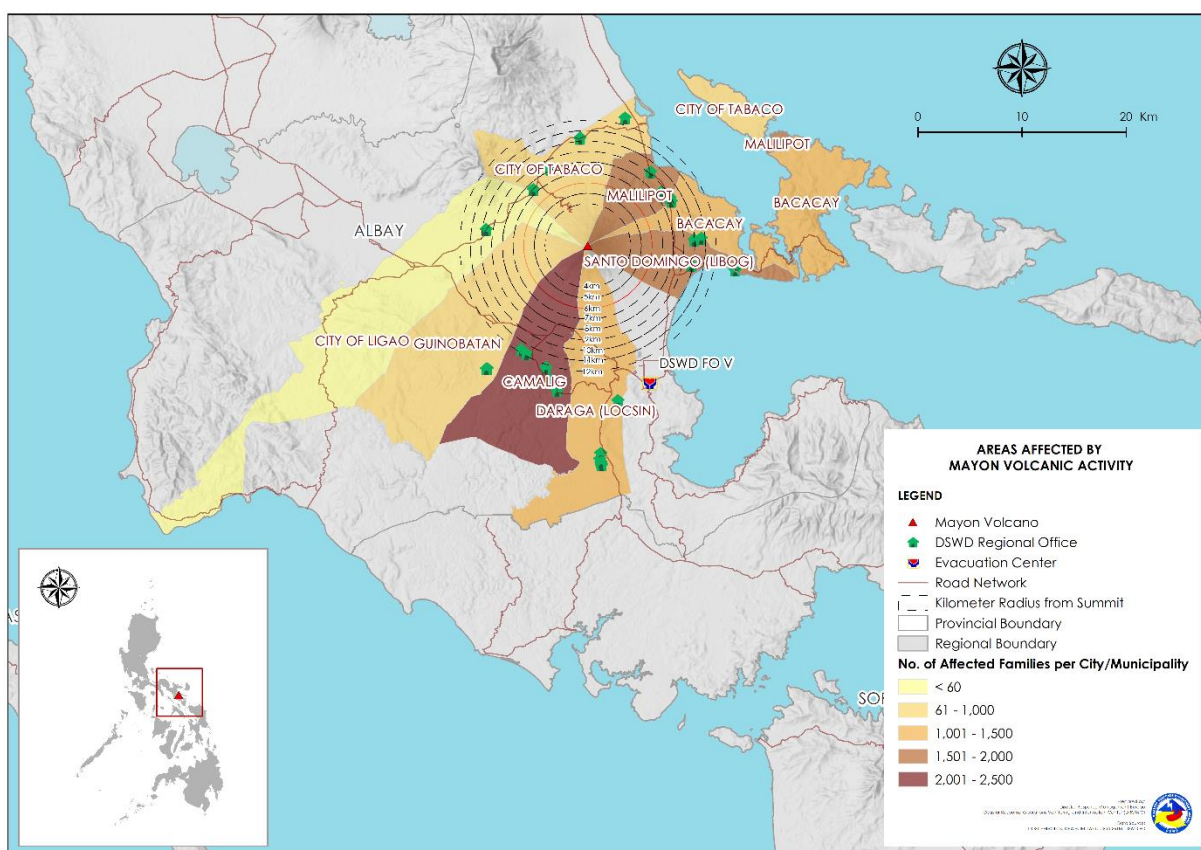 CITY OF TABACO
MALILIPOT
CITY OF TABACO
MALILIPOT
BACACAY
BACACAY
ALBAY
SANTO DOMINGO (LIBOG)
4km
5km
6km
7km
8km
10km
11km
12km
CITY OF LIGAO
GUINOBATAN
DSWD FO V
CAMALIG
DARAGA (LOCSIN)
0 10 20 Km
AREAS AFFECTED BY
MAYON VOLCANIC ACTIVITY
LEGEND
Mayon Volcano
DSWD Regional Office
Evacuation Center
Road Network
Kilometer Radius from Summit
Provincial Boundary
Regional Boundary
No. of Affected Families per City/Municipality
< 60
61 - 1,000
1,001 - 1,500
1,501 - 2,000
2,001 - 2,500